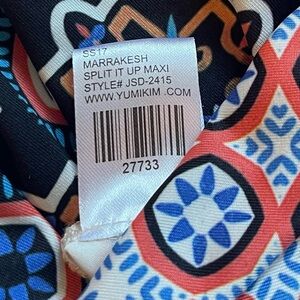 SS17
MARRAKESH
SPLIT IT UP MAXI
STYLE# JSD-2415
WWW.YUMIKIM.COM
27733